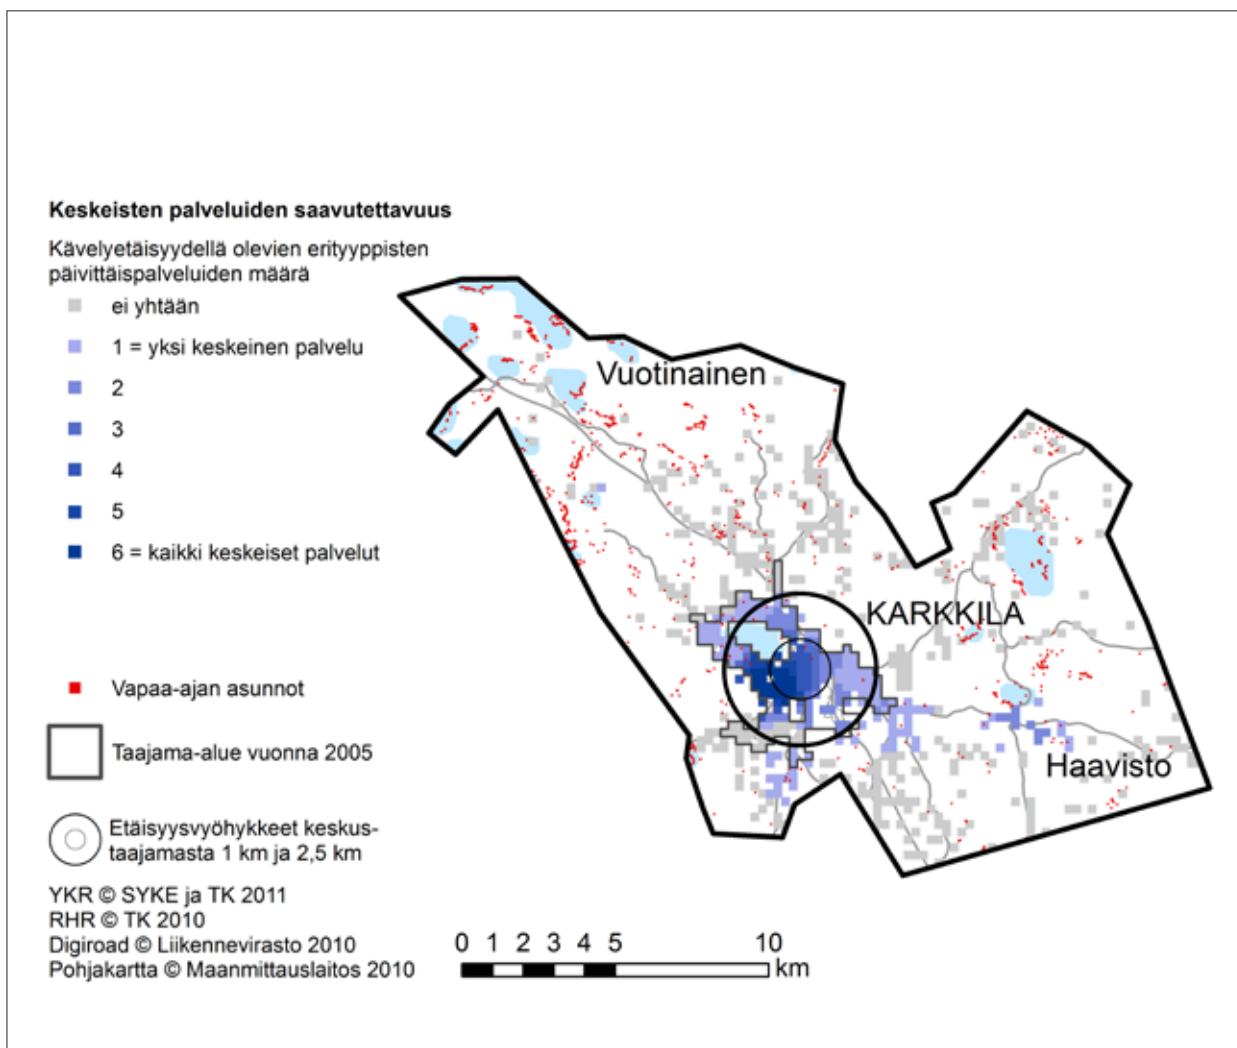 Keskeisten palveluiden saavutettavuus
Kävelyetäisyydellä olevien erityyppisten
päivittäispalveluiden määrä
ei yhtään
1 = yksi keskeinen palvelu
2
3
4
5
6 = kaikki keskeiset palvelut
Vapaa-ajan asunnot
Taajama-alue vuonna 2005
Etäisyysvyöhykkeet keskus-
taajamasta 1 km ja 2,5 km
YKR © SYKE ja TK 2011
RHR © TK 2010
Digiroad © Liikennevirasto 2010
Pohjakartta © Maanmittauslaitos 2010
Vuotinainen
KARKKILA
Haavisto
0 1 2 3 4 5 10
km